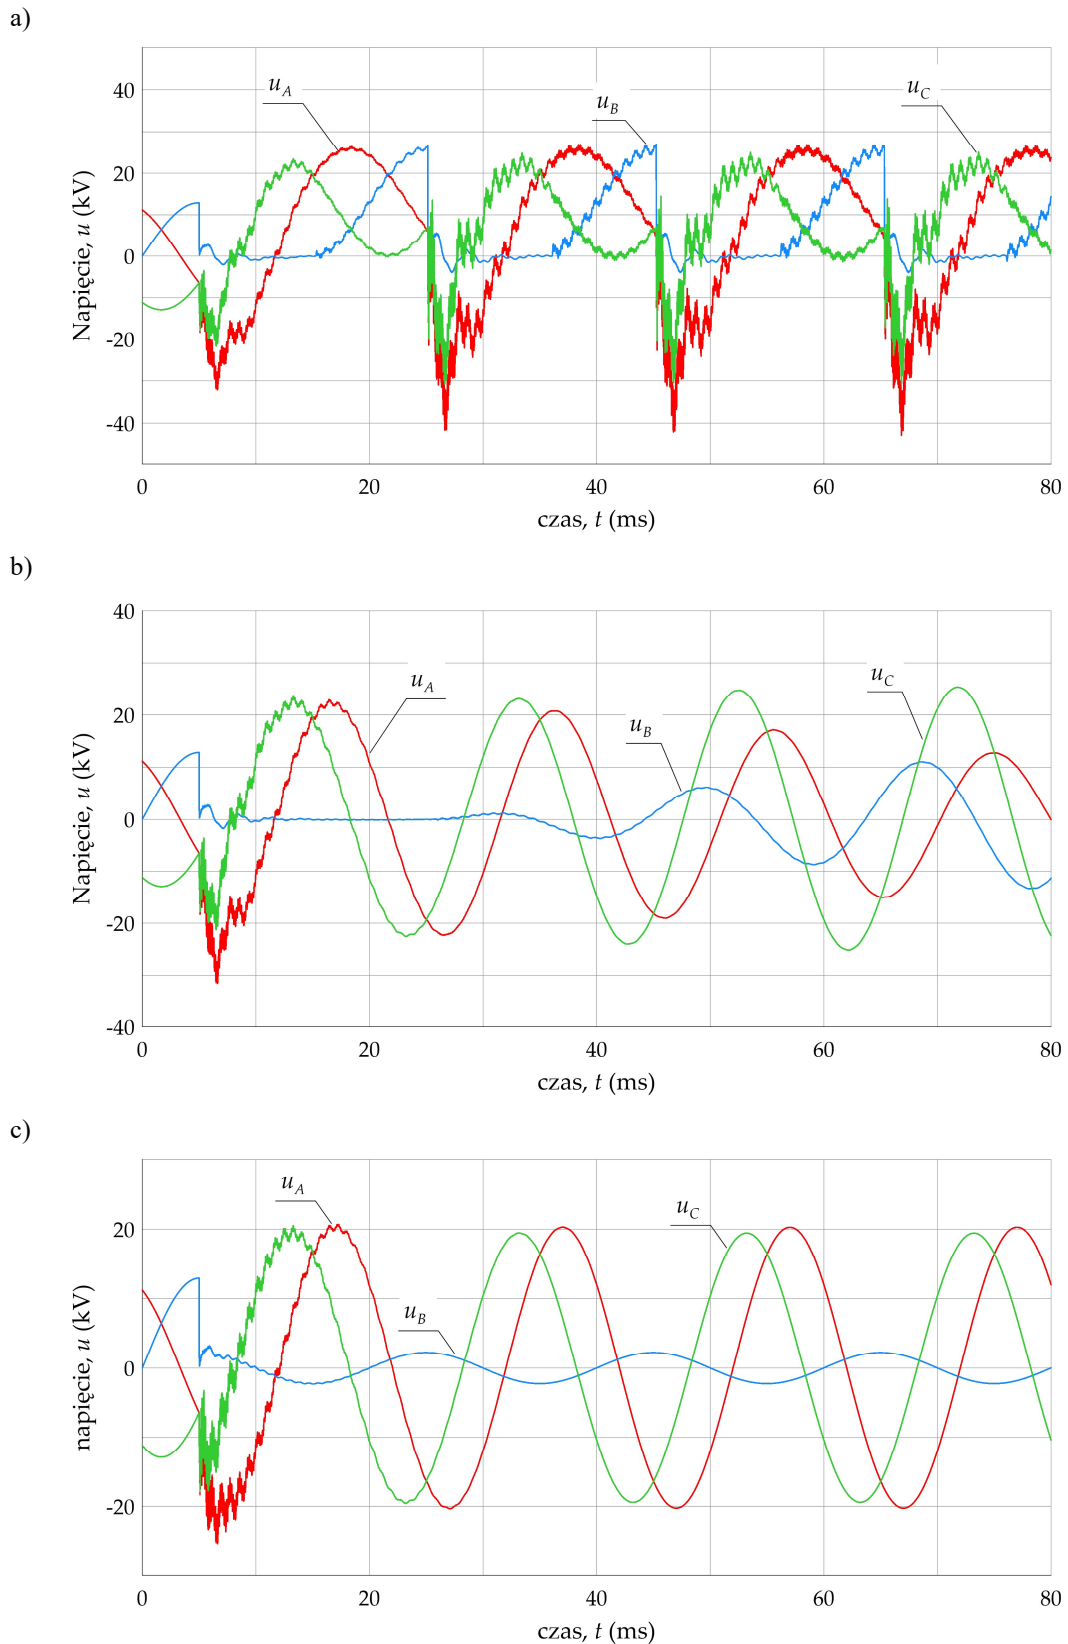 a)
u_A
u_B
u_C
40
20
0
-20
-40
Napięcie, u (kV)
0 20 40 60 80
czas, t (ms)
b)
40
20
0
-20
-40
u_A
u_B
u_C
Napięcie, u (kV)
0 20 40 60 80
czas, t (ms)
c)
u_A
u_B
u_C
20
0
-20
napięcie, u (kV)
0 20 40 60 80
czas, t (ms)